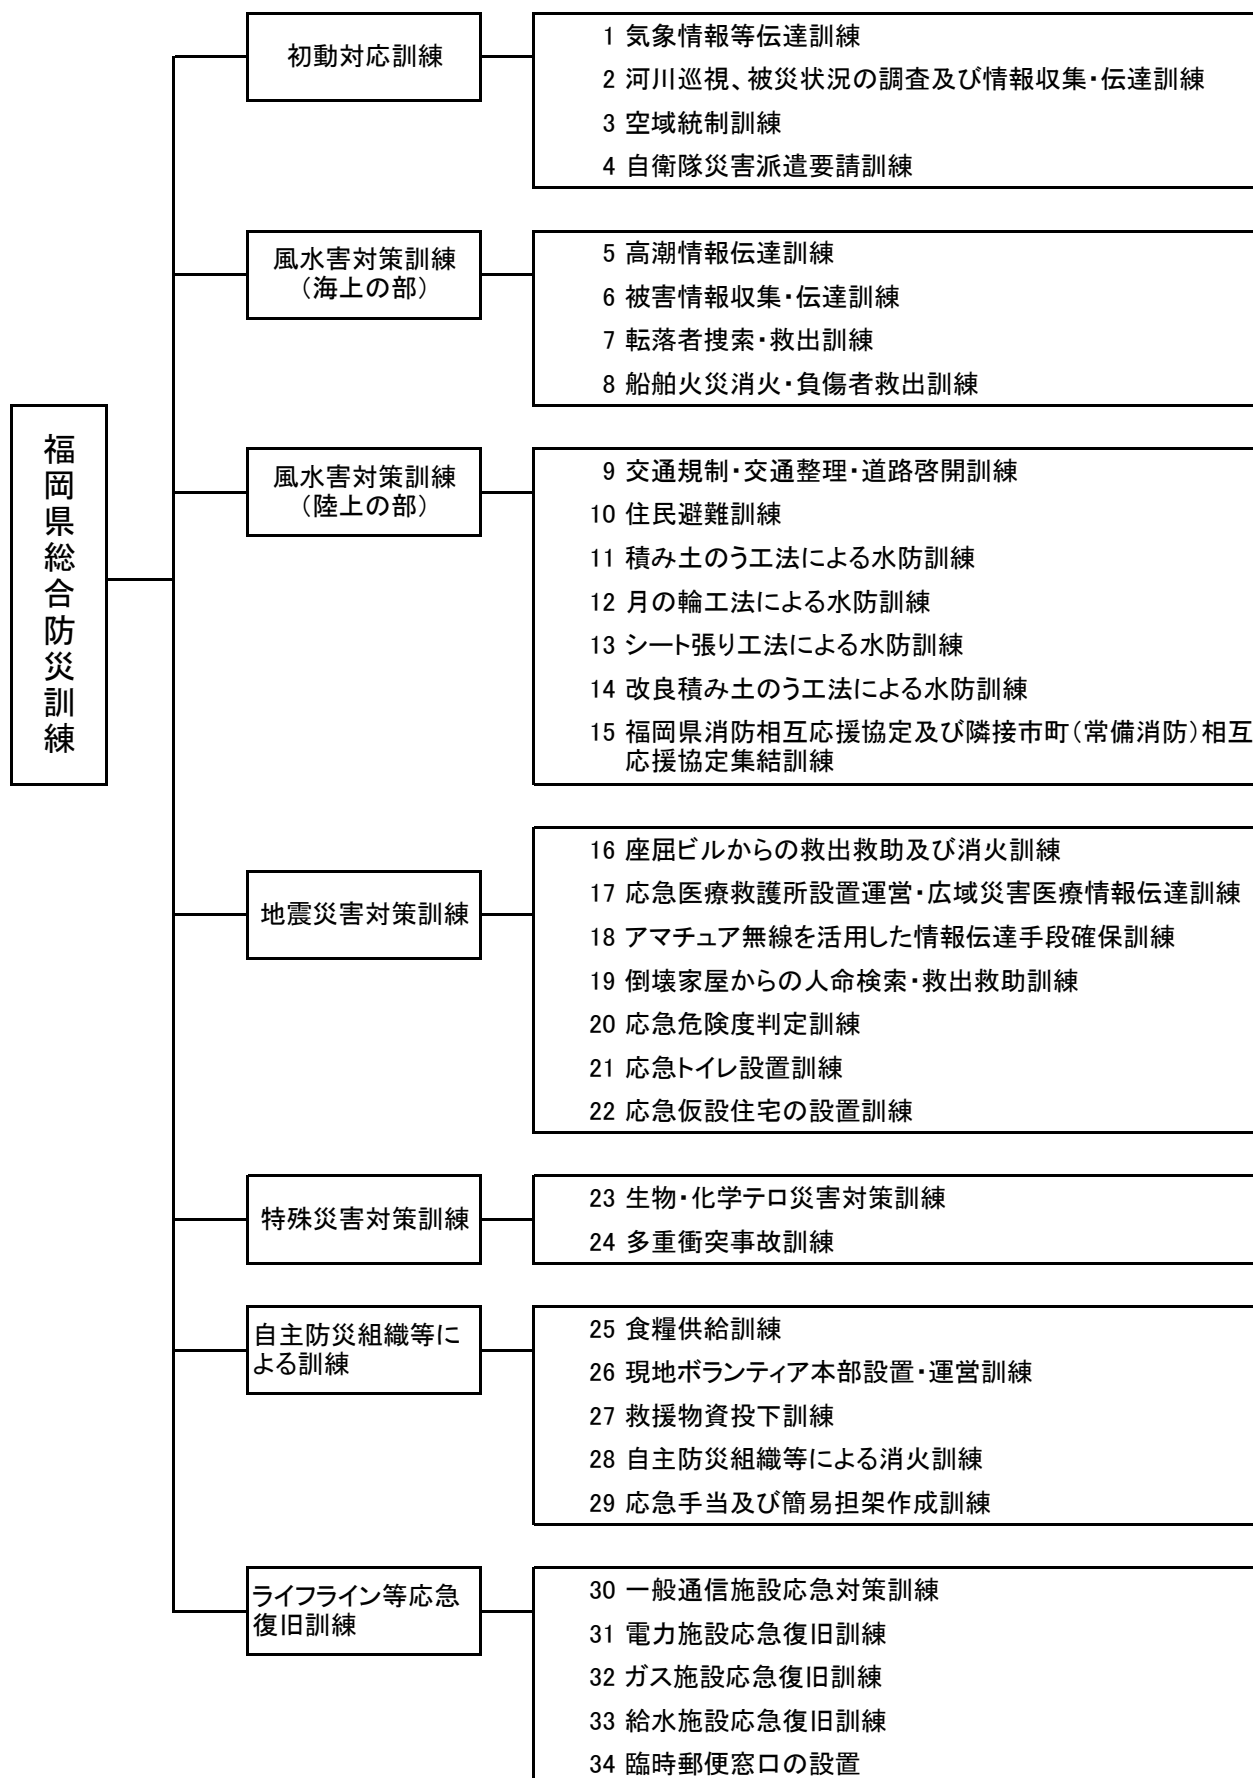 福岡県総合防災訓練
初動対応訓練
1 気象情報等伝達訓練
2 河川巡視、被災状況の調査及び情報収集・伝達訓練
3 空域統制訓練
4 自衛隊災害派遣要請訓練
風水害対策訓練
（海上の部）
5 高潮情報伝達訓練
6 被害情報収集・伝達訓練
7 転落者捜索・救出訓練
8 船舶火災消火・負傷者救出訓練
風水害対策訓練
（陸上の部）
9 交通規制・交通整理・道路啓開訓練
10 住民避難訓練
11 積み土のう工法による水防訓練
12 月の輪工法による水防訓練
13 シート張り工法による水防訓練
14 改良積み土のう工法による水防訓練
15 福岡県消防相互応援協定及び隣接市町（常備消防）相互
応援協定集結訓練
地震災害対策訓練
16 座屈ビルからの救出救助及び消火訓練
17 応急医療救護所設置運営・広域災害医療情報伝達訓練
18 アマチュア無線を活用した情報伝達手段確保訓練
19 倒壊家屋からの人命検索・救出救助訓練
20 応急危険度判定訓練
21 応急トイレ設置訓練
22 応急仮設住宅の設置訓練
特殊災害対策訓練
23 生物・化学テロ災害対策訓練
24 多重衝突事故訓練
自主防災組織等に
よる訓練
25 食糧供給訓練
26 現地ボランティア本部設置・運営訓練
27 救援物資投下訓練
28 自主防災組織等による消火訓練
29 応急手当及び簡易担架作成訓練
ライフライン等応急
復旧訓練
30 一般通信施設応急対策訓練
31 電力施設応急復旧訓練
32 ガス施設応急復旧訓練
33 給水施設応急復旧訓練
34 臨時郵便窓口の設置